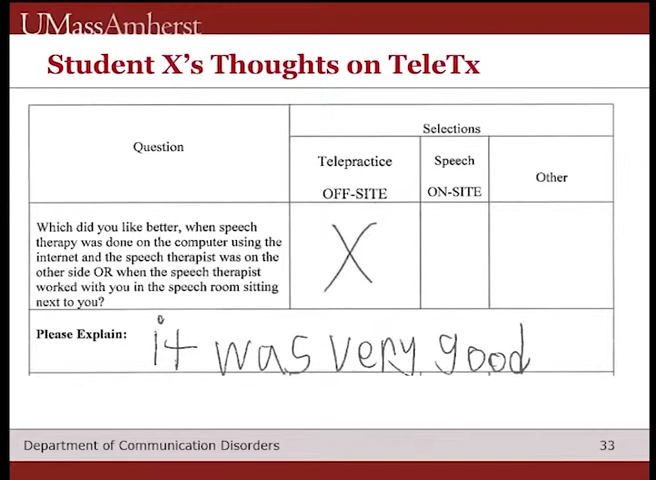 UMassAmherst
Student X's Thoughts on TeleTx
Question
Selections
Telepractice
OFF-SITE
Speech
ON-SITE
Other
Which did you like better, when speech
therapy was done on the computer using the
internet and the speech therapist was on the
other side OR when the speech therapist
worked with you in the speech room sitting
next to you?
X
Please Explain:
it was very good
Department of Communication Disorders
33